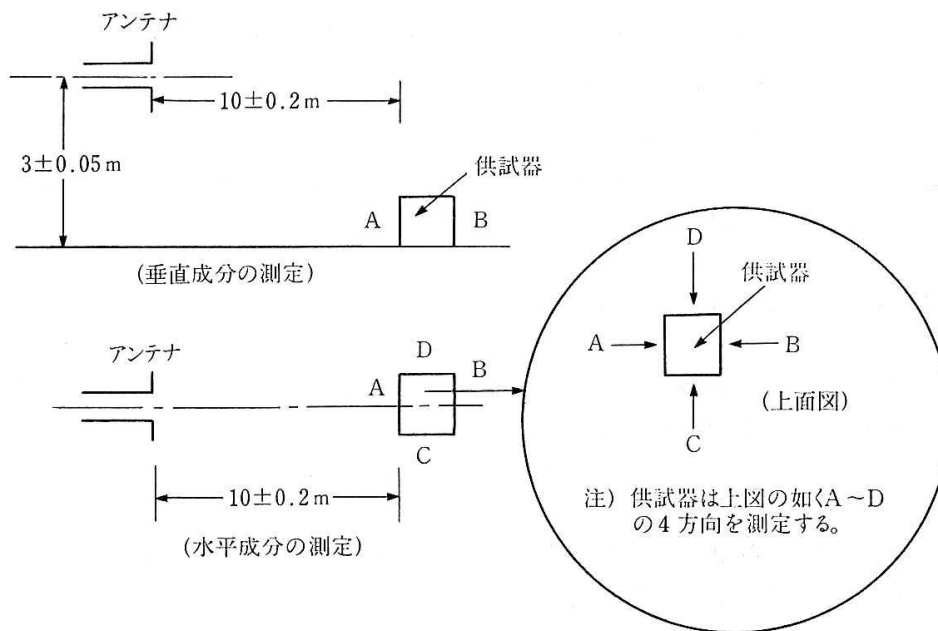 アンテナ
10±0.2m
3±0.05m
供試器
A
B
(垂直成分の測定)
アンテナ
D
A
B
C
10±0.2m
(水平成分の測定)
D
供試器
A
B
(上面図)
C
注) 供試器は上図の如くA～D
の4方向を測定する。